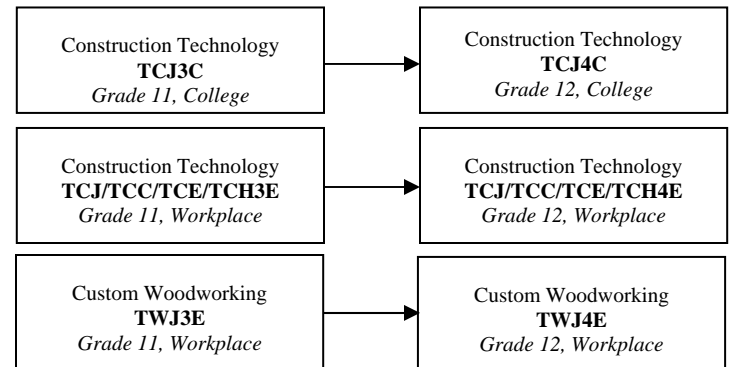 Construction Technology
TCJ3C
Grade 11, College
Construction Technology
TCJ4C
Grade 12, College
Construction Technology
TCJ/TCC/TCE/TCH3E
Grade 11, Workplace
Construction Technology
TCJ/TCC/TCE/TCH4E
Grade 12, Workplace
Custom Woodworking
TWJ3E
Grade 11, Workplace
Custom Woodworking
TWJ4E
Grade 12, Workplace